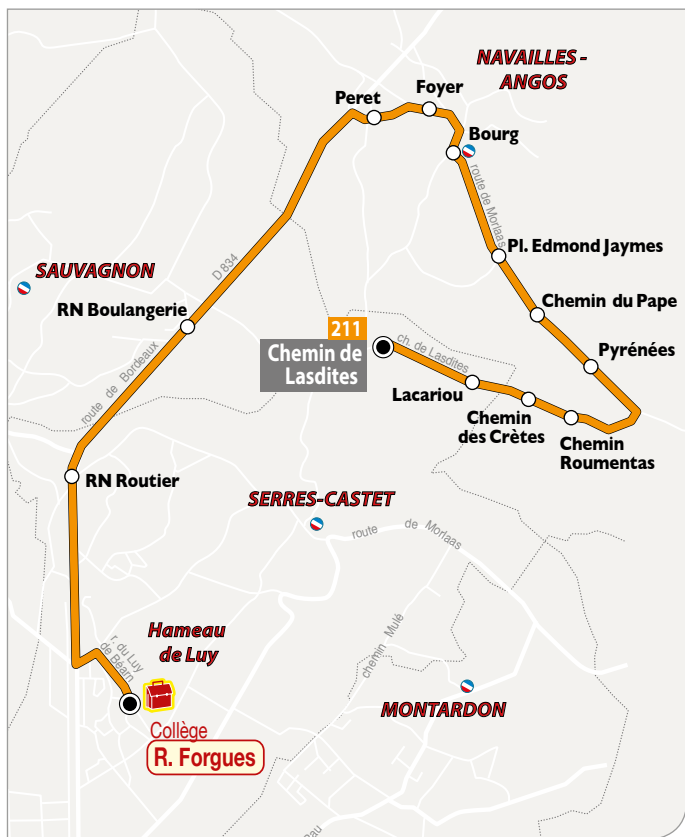 NAVAILLES -
ANGOS
Foyer
Peret
Bourg
route de Morlaas
Pl. Edmond Jaymes
SAUVAGNON
D 834
RN Boulangerie
Chemin du Pape
211
Chemin de
Lasdites
ch. de Lasdites
Pyrénées
route de Bordeaux
Lacariou
Chemin
des Crètes
Chemin
Roumentas
RN Routier
SERRES-CASTET
route de Morlaas
Hameau
de Luy
r. du Luy
de Béarn
chemin Mulé
MONTARDON
Collège
R. Forgues